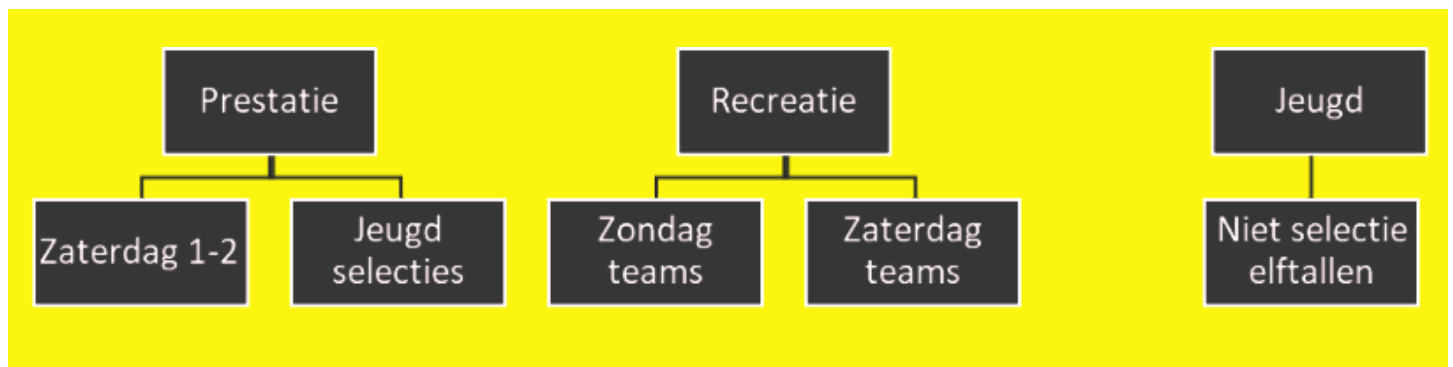 Prestatie
Recreatie
Jeugd
Zaterdag 1-2
Jeugd
selecties
Zondag
teams
Zaterdag
teams
Niet selectie
elftallen